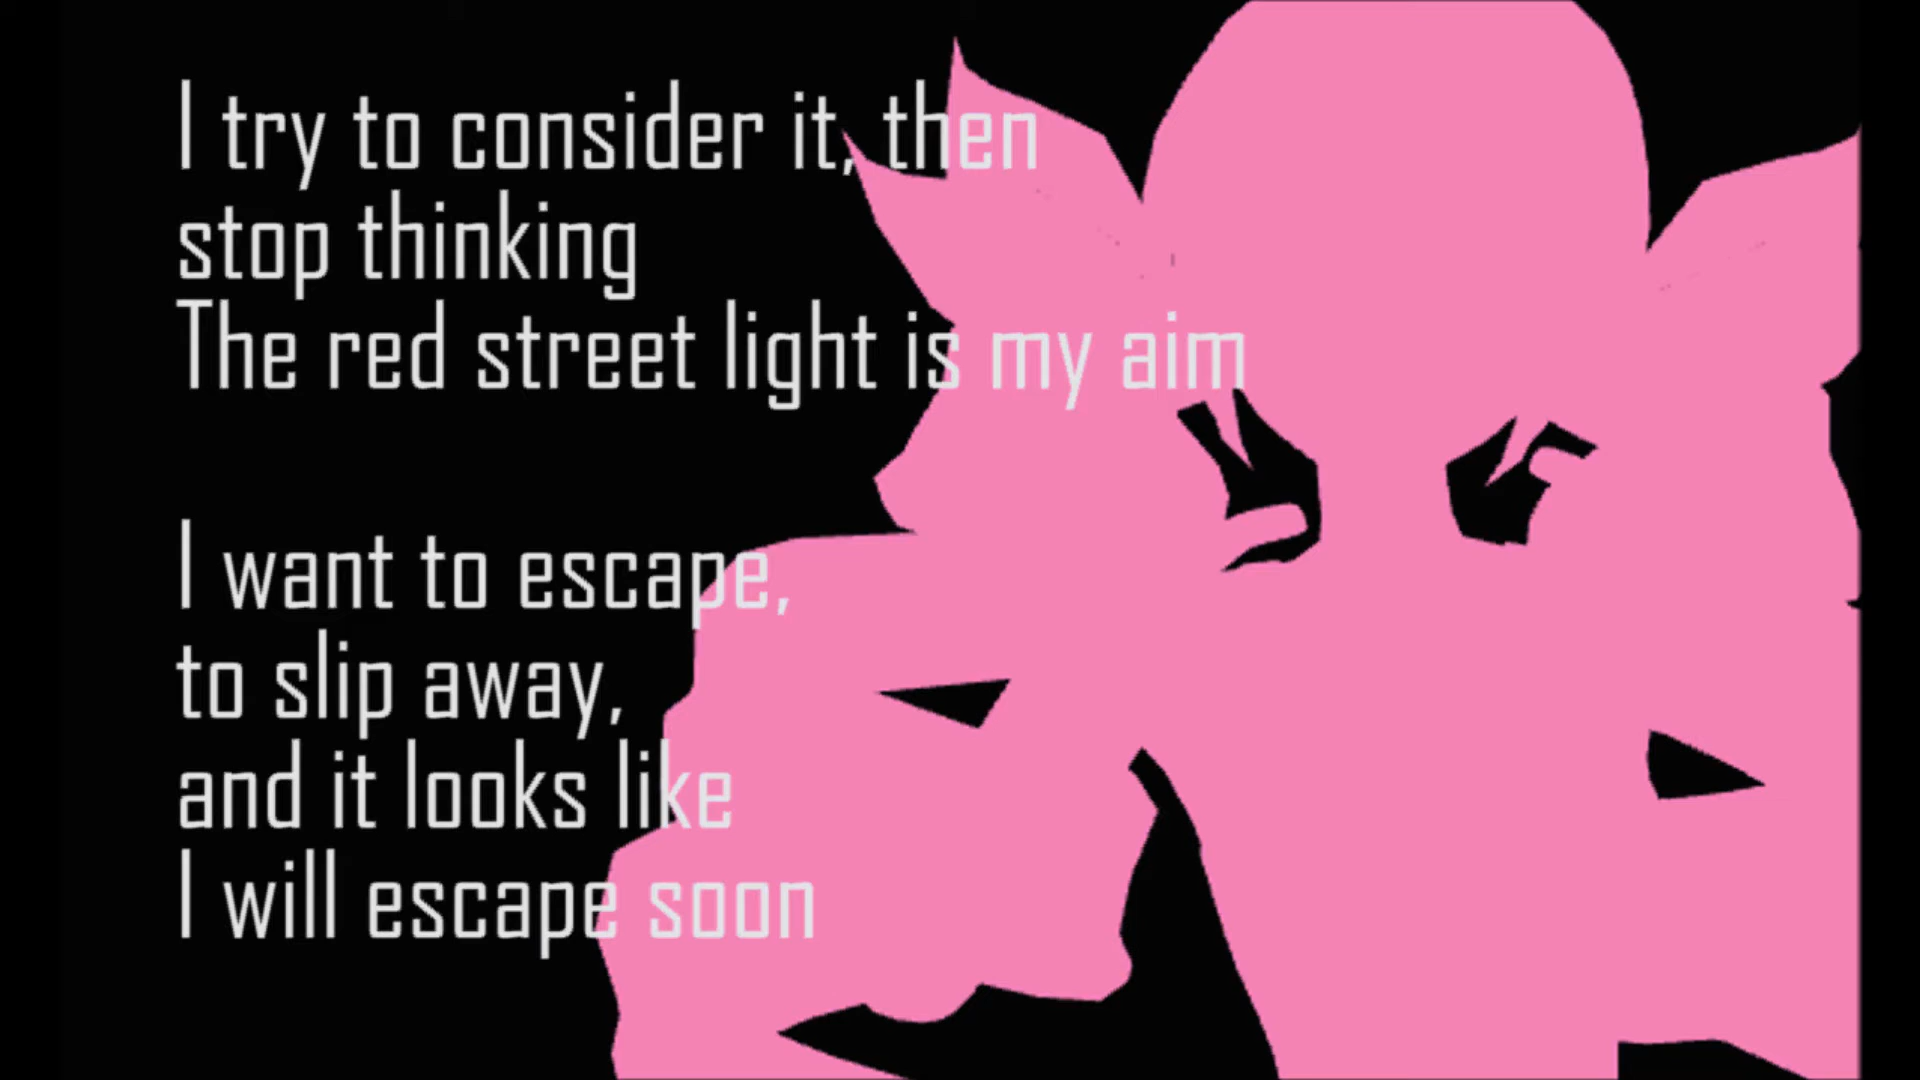 I try to consider it, then
stop thinking
The red street light is my aim
I want to escape,
to slip away,
and it looks like
I will escape soon